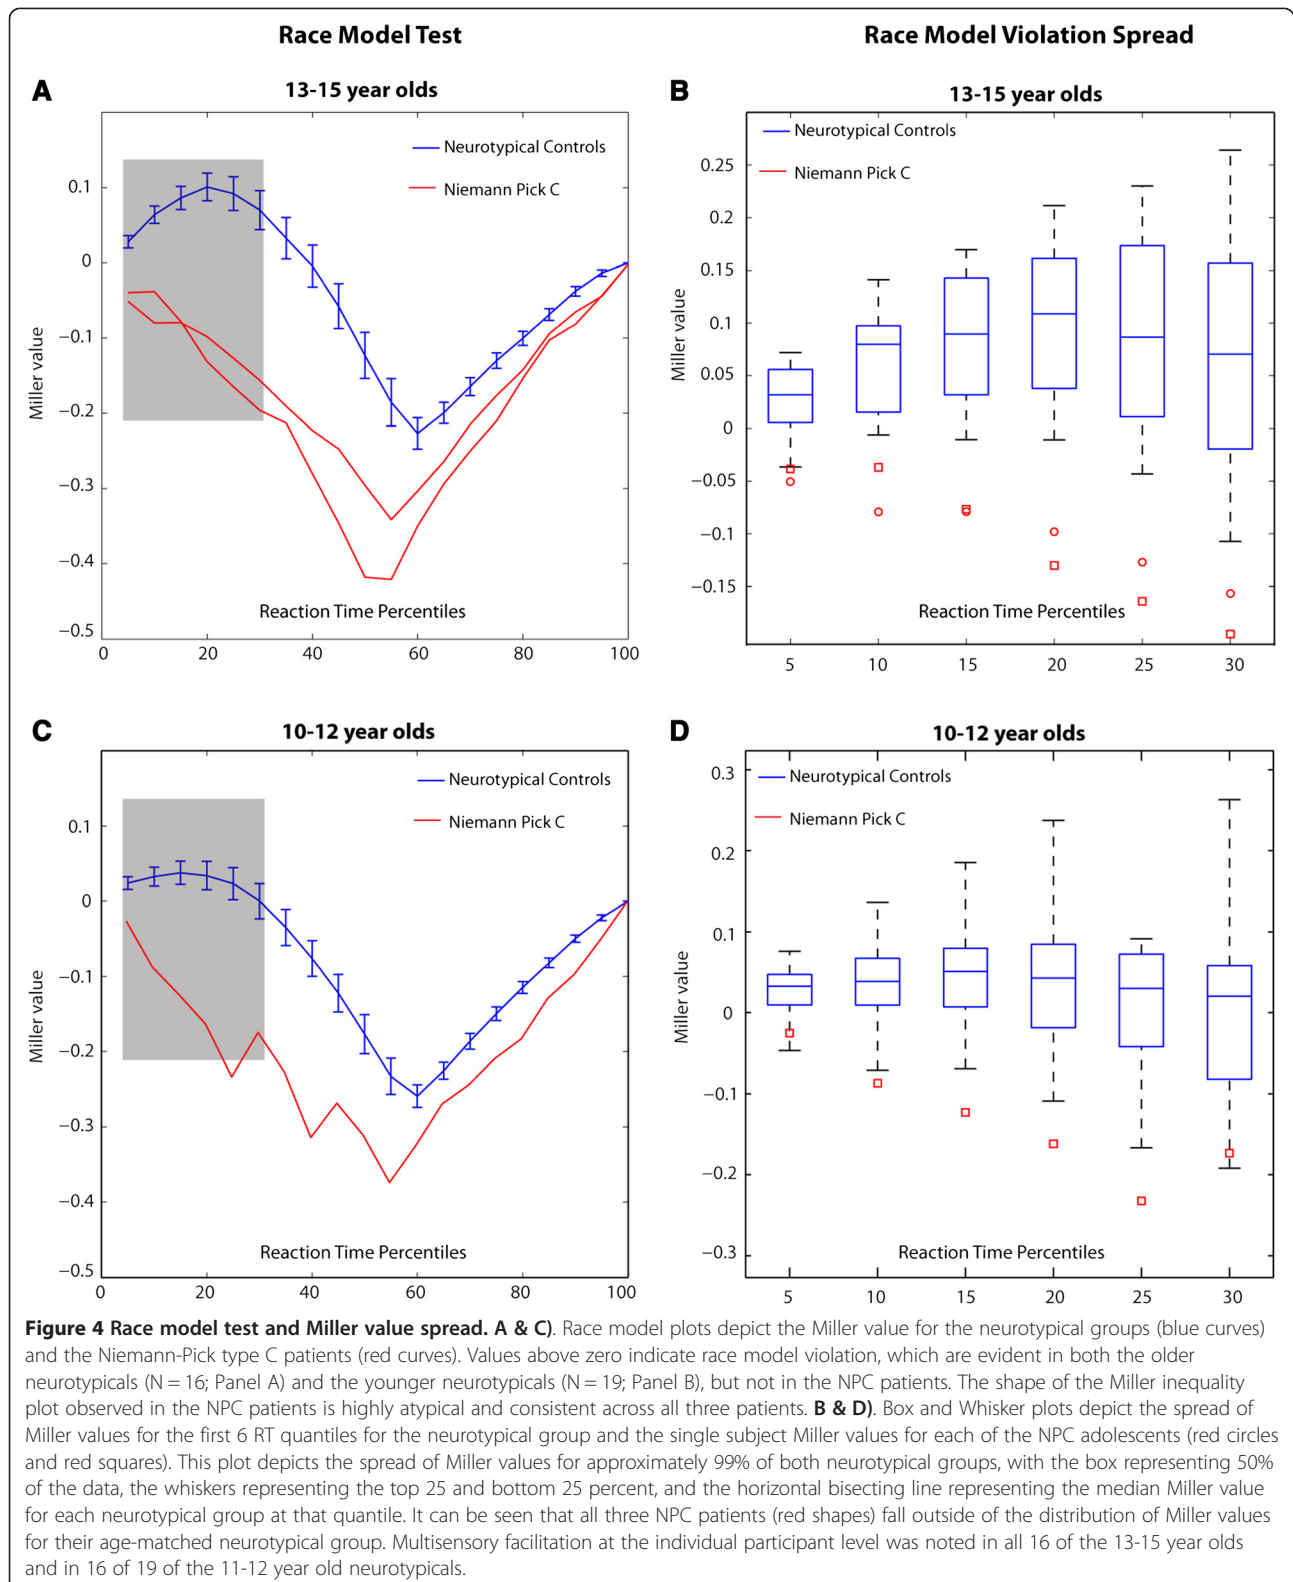 Race Model Test
Race Model Violation Spread
A
13-15 year olds
Neurotypical Controls
Niemann Pick C
0.1
0
−0.1
−0.2
−0.3
−0.4
−0.5
Miller value
Reaction Time Percentiles
0 20 40 60 80 100
B
13-15 year olds
Neurotypical Controls
Niemann Pick C
0.25
0.2
0.15
0.1
0.05
0
−0.05
−0.1
−0.15
Miller value
Reaction Time Percentiles
5 10 15 20 25 30
C
10-12 year olds
Neurotypical Controls
Niemann Pick C
0.1
0
−0.1
−0.2
−0.3
−0.4
−0.5
Miller value
Reaction Time Percentiles
0 20 40 60 80 100
D
10-12 year olds
Neurotypical Controls
Niemann Pick C
0.3
0.2
0.1
0
−0.1
−0.2
−0.3
Miller value
Reaction Time Percentiles
5 10 15 20 25 30
Figure 4 Race model test and Miller value spread. A & C). Race model plots depict the Miller value for the neurotypical groups (blue curves)
and the Niemann-Pick type C patients (red curves). Values above zero indicate race model violation, which are evident in both the older
neurotypicals (N = 16; Panel A) and the younger neurotypicals (N = 19; Panel B), but not in the NPC patients. The shape of the Miller inequality
plot observed in the NPC patients is highly atypical and consistent across all three patients. B & D). Box and Whisker plots depict the spread of
Miller values for the first 6 RT quantiles for the neurotypical group and the single subject Miller values for each of the NPC adolescents (red circles
and red squares). This plot depicts the spread of Miller values for approximately 99% of both neurotypical groups, with the box representing 50%
of the data, the whiskers representing the top 25 and bottom 25 percent, and the horizontal bisecting line representing the median Miller value
for each neurotypical group at that quantile. It can be seen that all three NPC patients (red shapes) fall outside of the distribution of Miller values
for their age-matched neurotypical group. Multisensory facilitation at the individual participant level was noted in all 16 of the 13-15 year olds
and in 16 of 19 of the 11-12 year old neurotypicals.